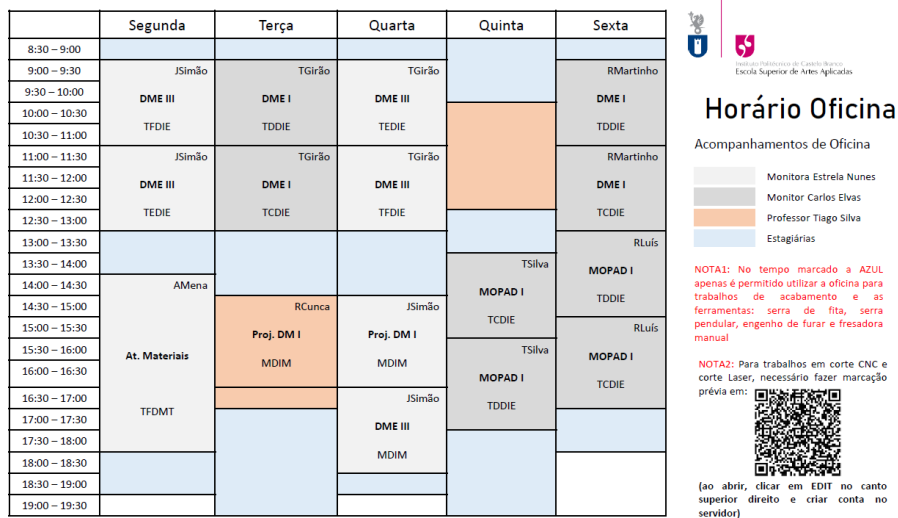 Segunda Terça Quarta Quinta Sexta
8:30 – 9:00
9:00 – 9:30 JSimão TGirão TGirão RMartinho
9:30 – 10:00 DME III DME I DME III DME I
10:00 – 10:30
TFDIE TDDIE TEDIE TDDIE
10:30 – 11:00
11:00 – 11:30 JSimão TGirão TGirão RMartinho
11:30 – 12:00 DME III DME I DME III DME I
12:00 – 12:30
TEDIE TCDIE TFDIE TCDIE
12:30 – 13:00
13:00 – 13:30 RLuís
13:30 – 14:00 TSilva MOPAD I
14:00 – 14:30 AMena MOPAD I TDDIE
14:30 – 15:00 RCunca JSimão
15:00 – 15:30 Proj. DM I Proj. DM I TCDIE RLuís
15:30 – 16:00 At. Materiais TSilva MOPAD I
16:00 – 16:30 MDIM MDIM MOPAD I TCDIE
16:30 – 17:00 TFDMT JSimão TDDIE
17:00 – 17:30 DME III
17:30 – 18:00
18:00 – 18:30 MDIM
18:30 – 19:00
19:00 – 19:30
Instituto Politécnico de Castelo Branco
Escola Superior de Artes Aplicadas
Horário Oficina
Acompanhamentos de Oficina
Monitora Estrela Nunes
Monitor Carlos Elvas
Professor Tiago Silva
Estagiárias
NOTA1: No tempo marcado a AZUL
apenas é permitido utilizar a oficina para
trabalhos de acabamento e as
ferramentas: serra de fita, serra
pendular, engenho de furar e fresadora
manual
NOTA2: Para trabalhos em corte CNC e
corte Laser, necessário fazer marcação
prévia em:
(ao abrir, clicar em EDIT no canto
superior direito e criar conta no
servidor)